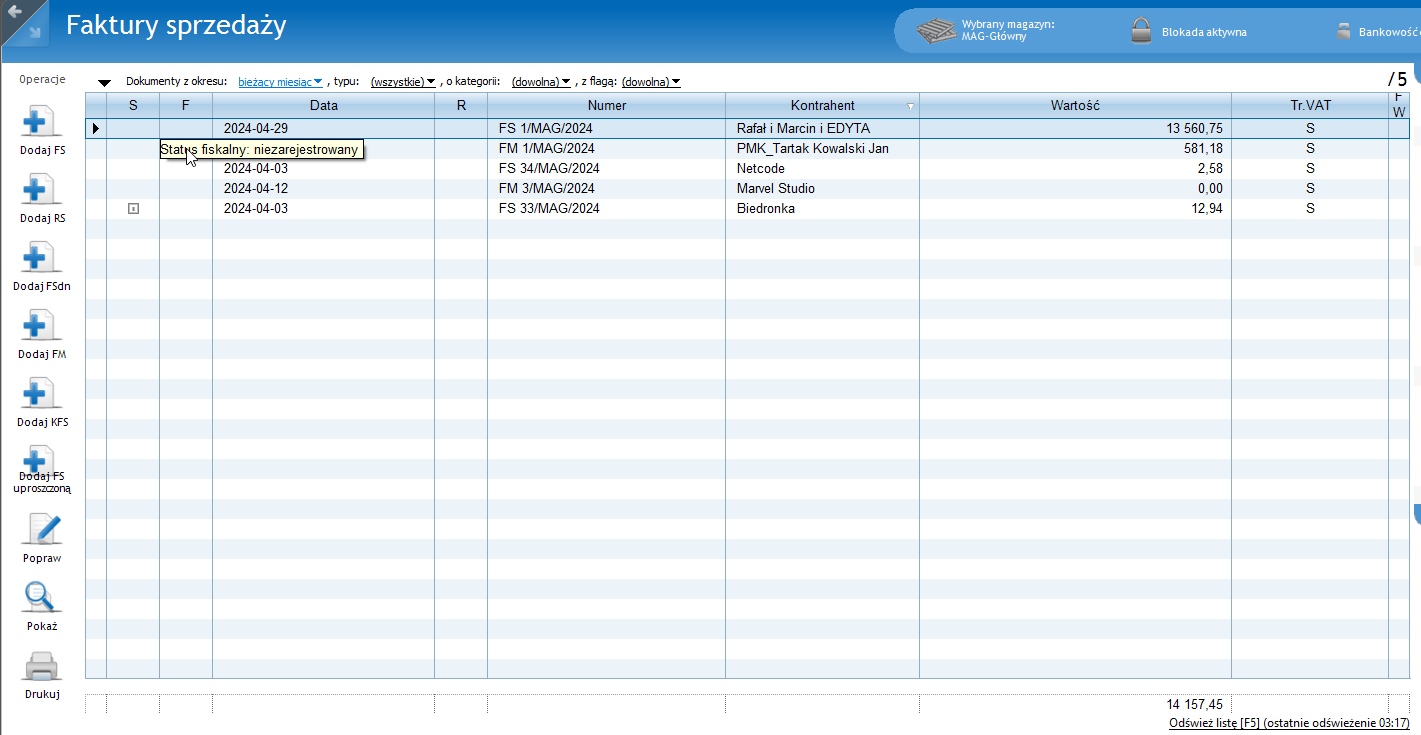 Faktury sprzedaży
Wybrany magazyn:
MAG-Główny
Blokada aktywna
Bankowość
Operacje
Dokumenty z okresu: bieżący miesiąc , typu: (wszystkie) , o kategorii: (dowolna) , z flagą: (dowolna)
/5
S F Data R Numer Kontrahent Wartość Tr.VAT F W
2024-04-29 FS 1/MAG/2024 Rafał i Marcin i EDYTA 13 560,75 S
Status fiskalny: niezarejestrowany FM 1/MAG/2024 PMK_Tartak Kowalski Jan 581,18 S
2024-04-03 FS 34/MAG/2024 Netcode 2,58 S
2024-04-12 FM 3/MAG/2024 Marvel Studio 0,00 S
2024-04-03 FS 33/MAG/2024 Biedronka 12,94 S
Dodaj FS
Dodaj RS
Dodaj FSdn
Dodaj FM
Dodaj KFS
Dodaj FS
uproszczoną
Popraw
Pokaż
Drukuj
14 157,45
Odśwież listę [F5] (ostatnie odświeżenie 03:17)